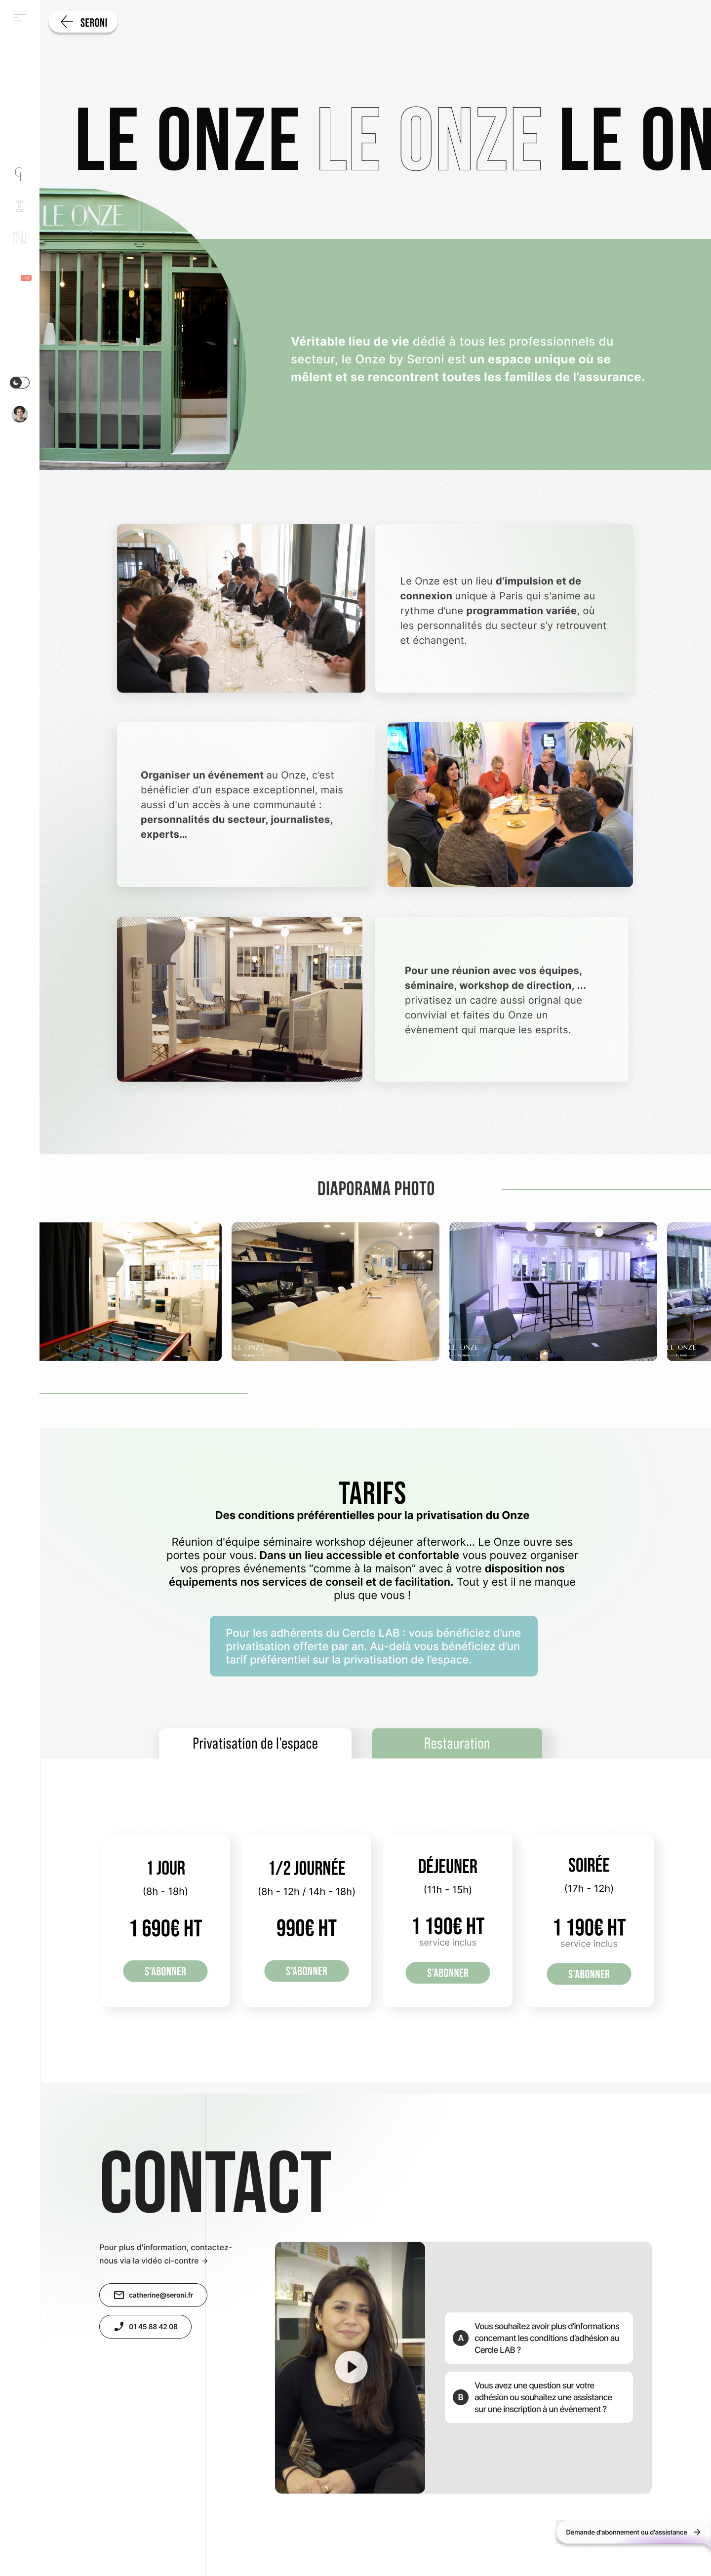 SERONI
LE ONZE LE ONZE LE ON
LE ONZE
LIVE
Véritable lieu de vie dédié à tous les professionnels du
secteur, le Onze by Seroni est un espace unique où se
mêlent et se rencontrent toutes les familles de l’assurance.
Le Onze est un lieu d’impulsion et de
connexion unique à Paris qui s'anime au
rythme d'une programmation variée, où
les personnalités du secteur s'y retrouvent
et échangent.
Organiser un événement au Onze, c’est
bénéficier d’un espace exceptionnel, mais
aussi d'un accès à une communauté :
personnalités du secteur, journalistes,
experts...
Pour une réunion avec vos équipes,
séminaire, workshop de direction, ...
privatisez un cadre aussi orignal que
convivial et faites du Onze un
évènement qui marque les esprits.
DIAPORAMA PHOTO
LE ONZE
LE ONZE
LE ONZE
TARIFS
Des conditions préférentielles pour la privatisation du Onze
Réunion d'équipe séminaire workshop déjeuner afterwork... Le Onze ouvre ses
portes pour vous. Dans un lieu accessible et confortable vous pouvez organiser
vos propres événements “comme à la maison” avec à votre disposition nos
équipements nos services de conseil et de facilitation. Tout y est il ne manque
plus que vous !
Pour les adhérents du Cercle LAB : vous bénéficiez d’une
privatisation offerte par an. Au-delà vous bénéficiez d’un
tarif préférentiel sur la privatisation de l’espace.
Privatisation de l’espace
Restauration
1 JOUR
(8h - 18h)
1 690€ HT
S'ABONNER
1/2 JOURNÉE
(8h - 12h / 14h - 18h)
990€ HT
S'ABONNER
DÉJEUNER
(11h - 15h)
1 190€ HT
service inclus
S'ABONNER
SOIRÉE
(17h - 12h)
1 190€ HT
service inclus
S'ABONNER
CONTACT
Pour plus d'information, contactez-
nous via la vidéo ci-contre →
catherine@seroni.fr
01 45 88 42 08
A
Vous souhaitez avoir plus d’informations
concernant les conditions d’adhésion au
Cercle LAB ?
B
Vous avez une question sur votre
adhésion ou souhaitez une assistance
sur une inscription à un événement ?
Demande d'abonnement ou d'assistance →